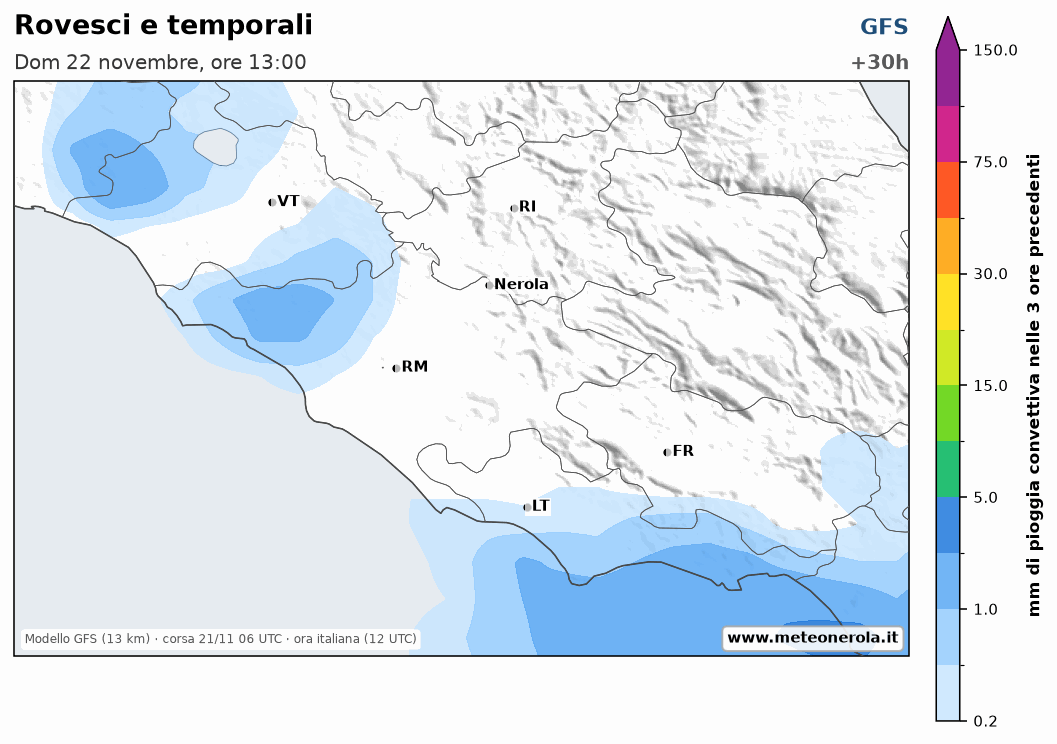 Rovesci e temporali
GFS
Dom 22 novembre, ore 13:00
+30h
150.0
75.0
30.0
15.0
5.0
1.0
0.2
mm di pioggia convettiva nelle 3 ore precedenti
VT
RI
Nerola
RM
FR
LT
Modello GFS (13 km) · corsa 21/11 06 UTC · ora italiana (12 UTC)
www.meteonerola.it